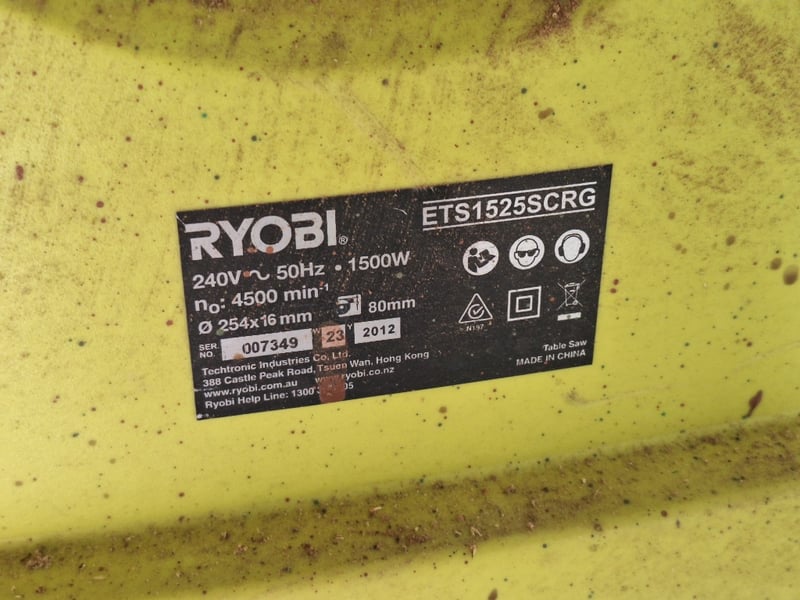 RYOBI®
ETS1525SCRG
240V ~ 50Hz • 1500W
n₀: 4500 min⁻¹
80mm
Ø 254x16mm
SER. NO. 007349 W 23 Y 2012
N197
Techtronic Industries Co. Ltd.
388 Castle Peak Road, Tsuen Wan, Hong Kong
www.ryobi.com.au www.ryobi.co.nz
Ryobi Help Line: 1300
Table Saw
MADE IN CHINA